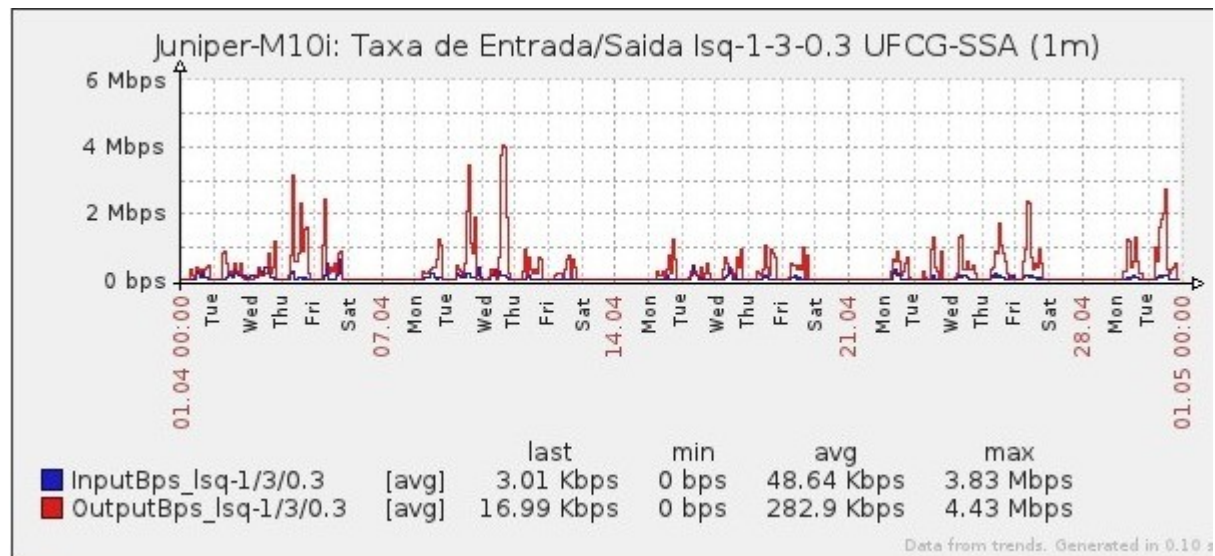 Juniper-M10i: Taxa de Entrada/Saida lsq-1-3-0.3 UFCG-SSA (1m)
6 Mbps
4 Mbps
2 Mbps
0 bps
01.04 00:00 Tue Wed Thu Fri Sat 07.04 Mon Tue Wed Thu Fri Sat 14.04 Mon Tue Wed Thu Fri Sat 21.04 Mon Tue Wed Thu Fri Sat 28.04 Mon Tue 01.05 00:00
last min avg max
InputBps_lsq-1/3/0.3 [avg] 3.01 Kbps 0 bps 48.64 Kbps 3.83 Mbps
OutputBps_lsq-1/3/0.3 [avg] 16.99 Kbps 0 bps 282.9 Kbps 4.43 Mbps
Data from trends. Generated in 0.10 s